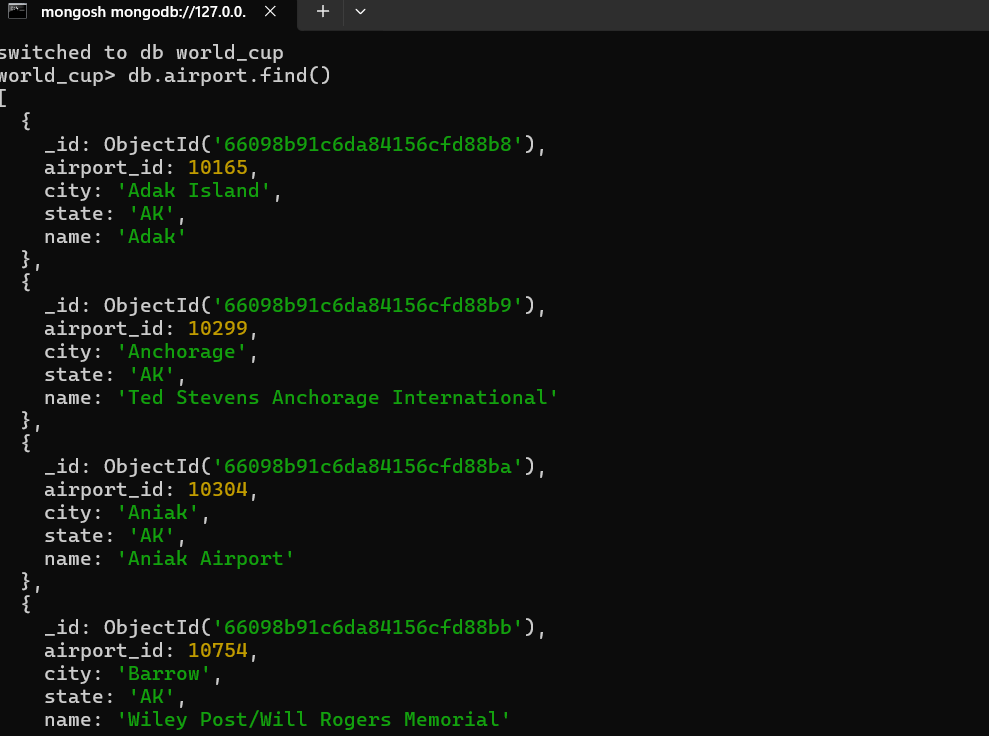 mongosh mongodb://127.0.0.
switched to db world_cup
world_cup> db.airport.find()
[
  {
    _id: ObjectId('66098b91c6da84156cfd88b8'),
    airport_id: 10165,
    city: 'Adak Island',
    state: 'AK',
    name: 'Adak'
  },
  {
    _id: ObjectId('66098b91c6da84156cfd88b9'),
    airport_id: 10299,
    city: 'Anchorage',
    state: 'AK',
    name: 'Ted Stevens Anchorage International'
  },
  {
    _id: ObjectId('66098b91c6da84156cfd88ba'),
    airport_id: 10304,
    city: 'Aniak',
    state: 'AK',
    name: 'Aniak Airport'
  },
  {
    _id: ObjectId('66098b91c6da84156cfd88bb'),
    airport_id: 10754,
    city: 'Barrow',
    state: 'AK',
    name: 'Wiley Post/Will Rogers Memorial'